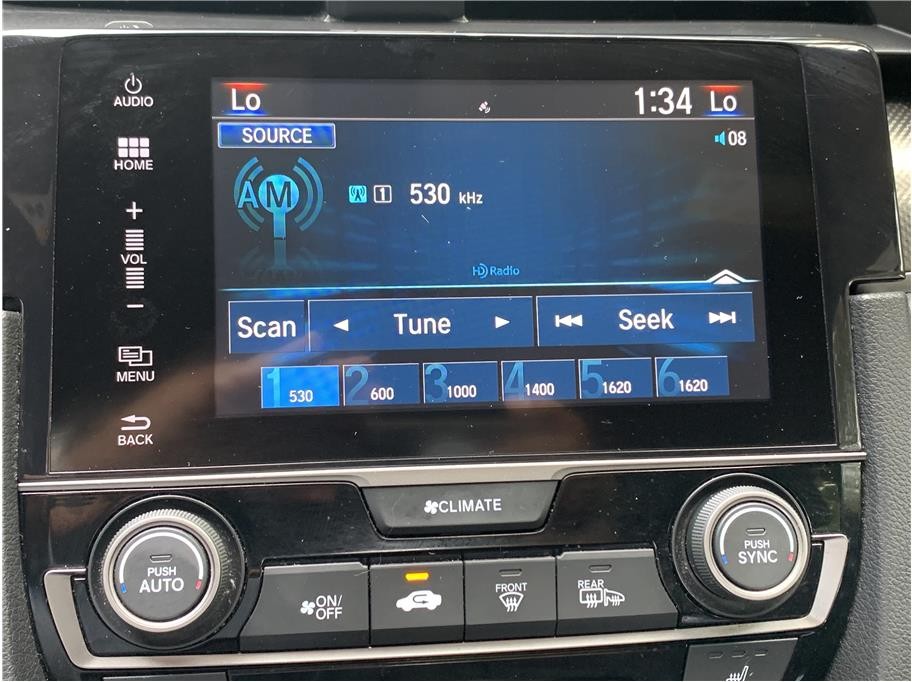 AUDIO
HOME
+
VOL
−
MENU
BACK
Lo 1:34 Lo
SOURCE
08
AM
1 530 kHz
HD Radio
Scan Tune Seek
1 530 2 600 3 1000 4 1400 5 1620 6 1620
CLIMATE
PUSH
AUTO
ON/
OFF
FRONT
REAR
PUSH
SYNC